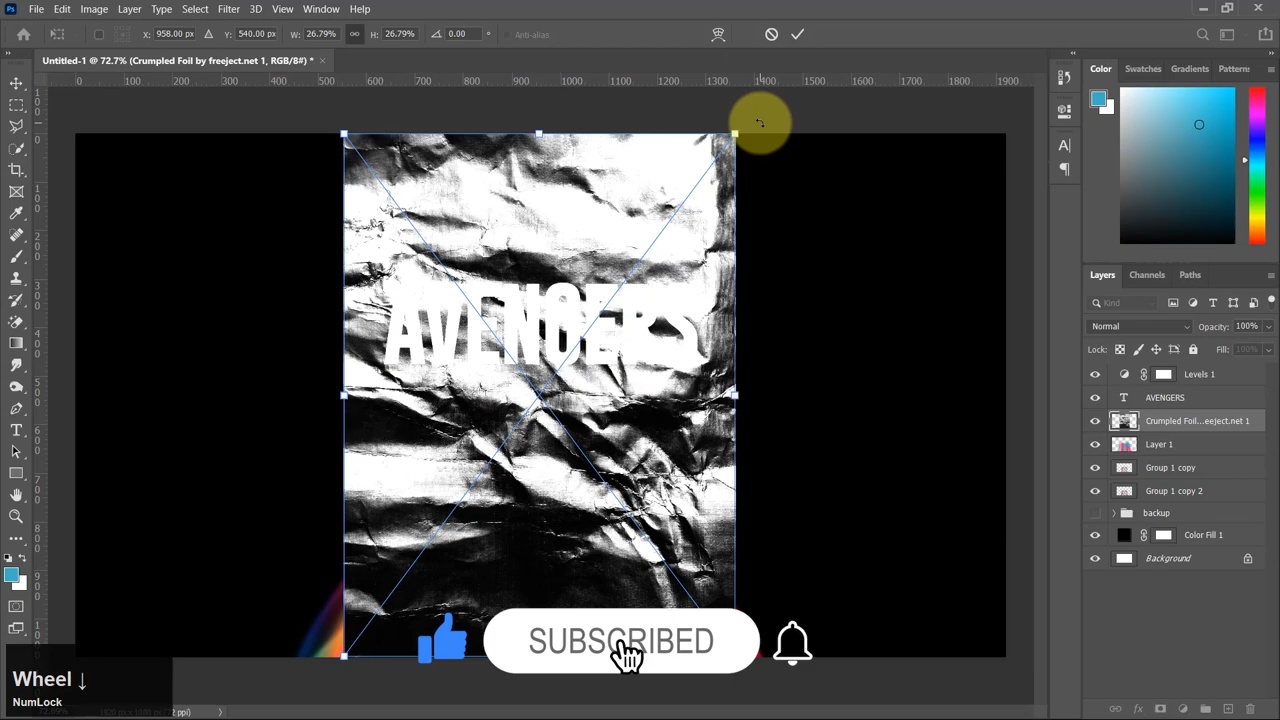 Ps File Edit Image Layer Type Select Filter 3D View Window Help
X: 958.00 px Y: 540.00 px W: 26.79% H: 26.79% 0.00 ° Anti-alias
Untitled-1 @ 72.7% (Crumpled Foil by freeject.net 1, RGB/8#) * ×
0 100 200 300 400 500 600 700 800 900 1000 1100 1200 1300 1400 1500 1600 1700 1800 1900
Color Swatches Gradients Patterns
AVENGERS
Layers Channels Paths
Kind
Normal Opacity: 100%
Lock: Fill: 100%
Levels 1
T AVENGERS
Crumpled Foil...eeject.net 1
Layer 1
Group 1 copy
Group 1 copy 2
backup
Color Fill 1
Background
SUBSCRIBED
Wheel ↓
NumLock